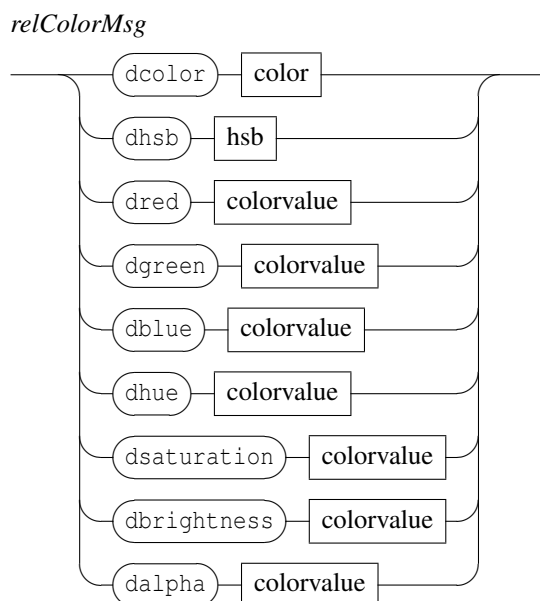 relColorMsg
dcolor color
dhsb hsb
dred colorvalue
dgreen colorvalue
dblue colorvalue
dhue colorvalue
dsaturation colorvalue
dbrightness colorvalue
dalpha colorvalue